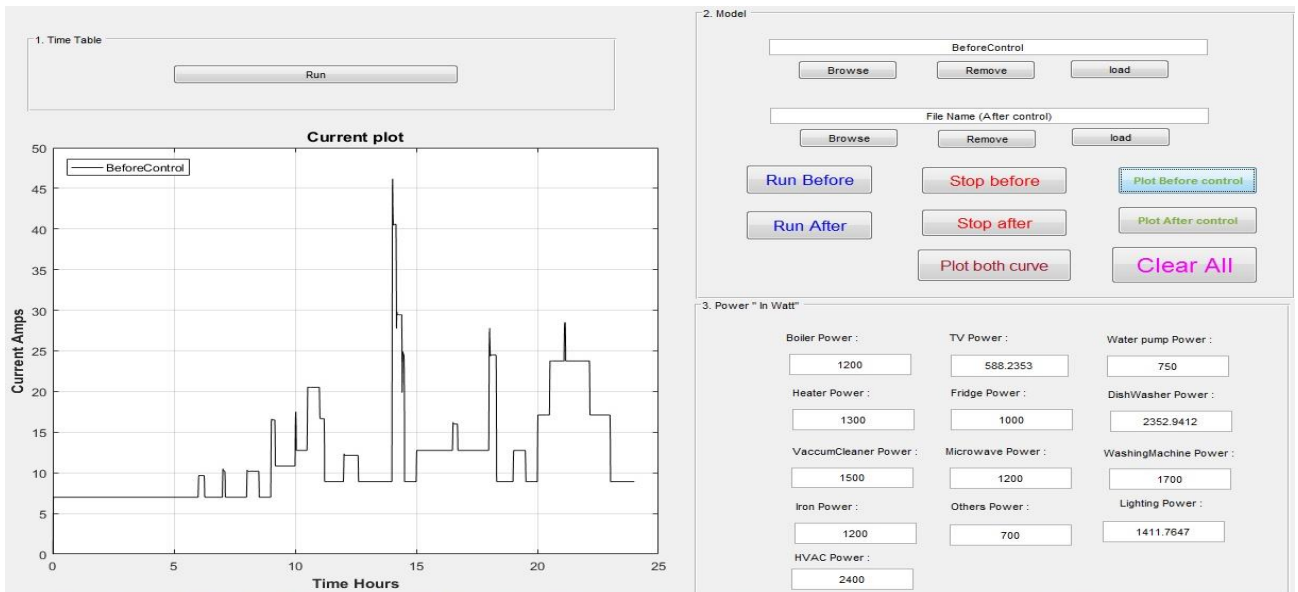 1. Time Table
Run
Current plot
BeforeControl
50
45
40
35
30
25
20
15
10
5
0
Current Amps
0 5 10 15 20 25
Time Hours
2. Model
BeforeControl
Browse Remove load
File Name (After control)
Browse Remove load
Run Before Stop before Plot Before control
Run After Stop after Plot After control
Plot both curve Clear All
3. Power " In Watt"
Boiler Power : TV Power : Water pump Power :
1200 588.2353 750
Heater Power : Fridge Power : DishWasher Power :
1300 1000 2352.9412
VaccumCleaner Power : Microwave Power : WashingMachine Power :
1500 1200 1700
Iron Power : Others Power : Lighting Power :
1200 700 1411.7647
HVAC Power :
2400